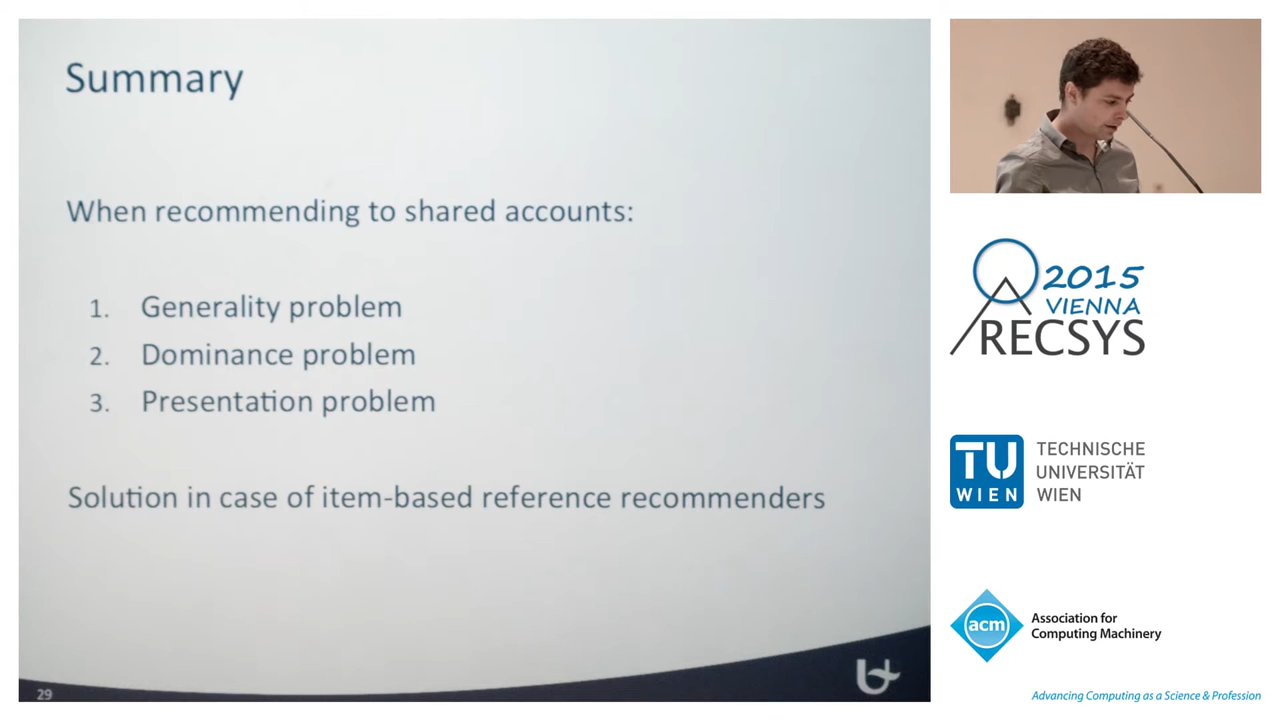 Summary
When recommending to shared accounts:
1. Generality problem
2. Dominance problem
3. Presentation problem
Solution in case of item-based reference recommenders
29
2015
VIENNA
RECSYS
TU
WIEN
TECHNISCHE
UNIVERSITÄT
WIEN
acm
Association for
Computing Machinery
Advancing Computing as a Science & Profession